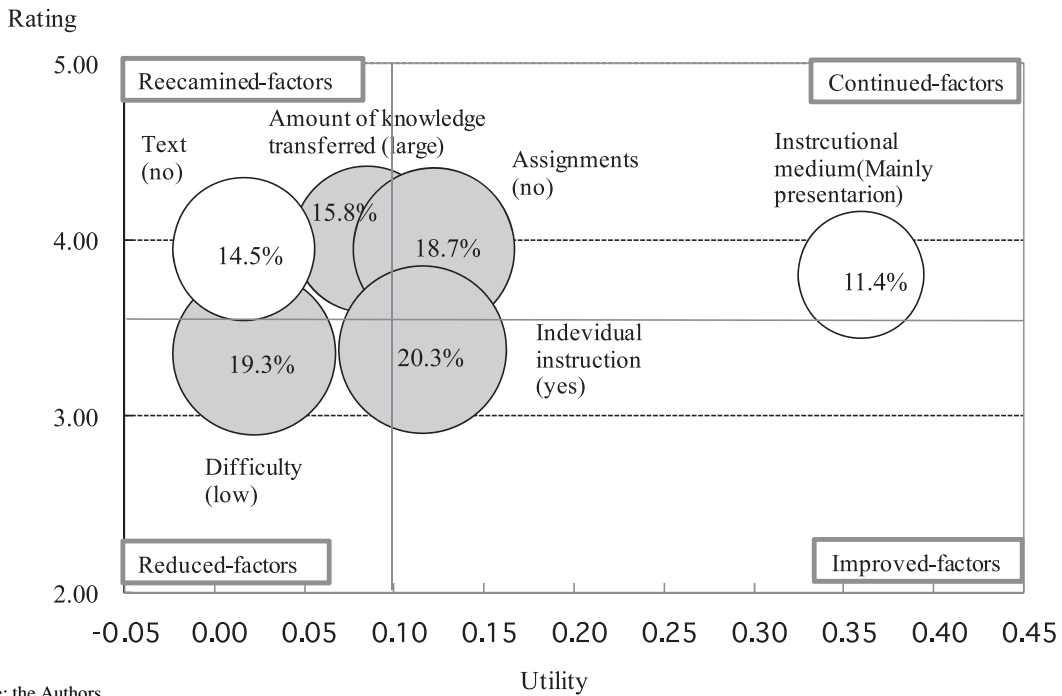 Rating
5.00
Reecamined-factors
Continued-factors
Amount of knowledge
transferred (large)
Text
(no)
Assignments
(no)
Instrcutional
medium(Mainly
presentarion)
15.8%
4.00
14.5%
18.7%
11.4%
Indevidual
instruction
(yes)
19.3%
20.3%
3.00
Difficulty
(low)
Reduced-factors
Improved-factors
2.00
-0.05 0.00 0.05 0.10 0.15 0.20 0.25 0.30 0.35 0.40 0.45
Utility
: the Authors